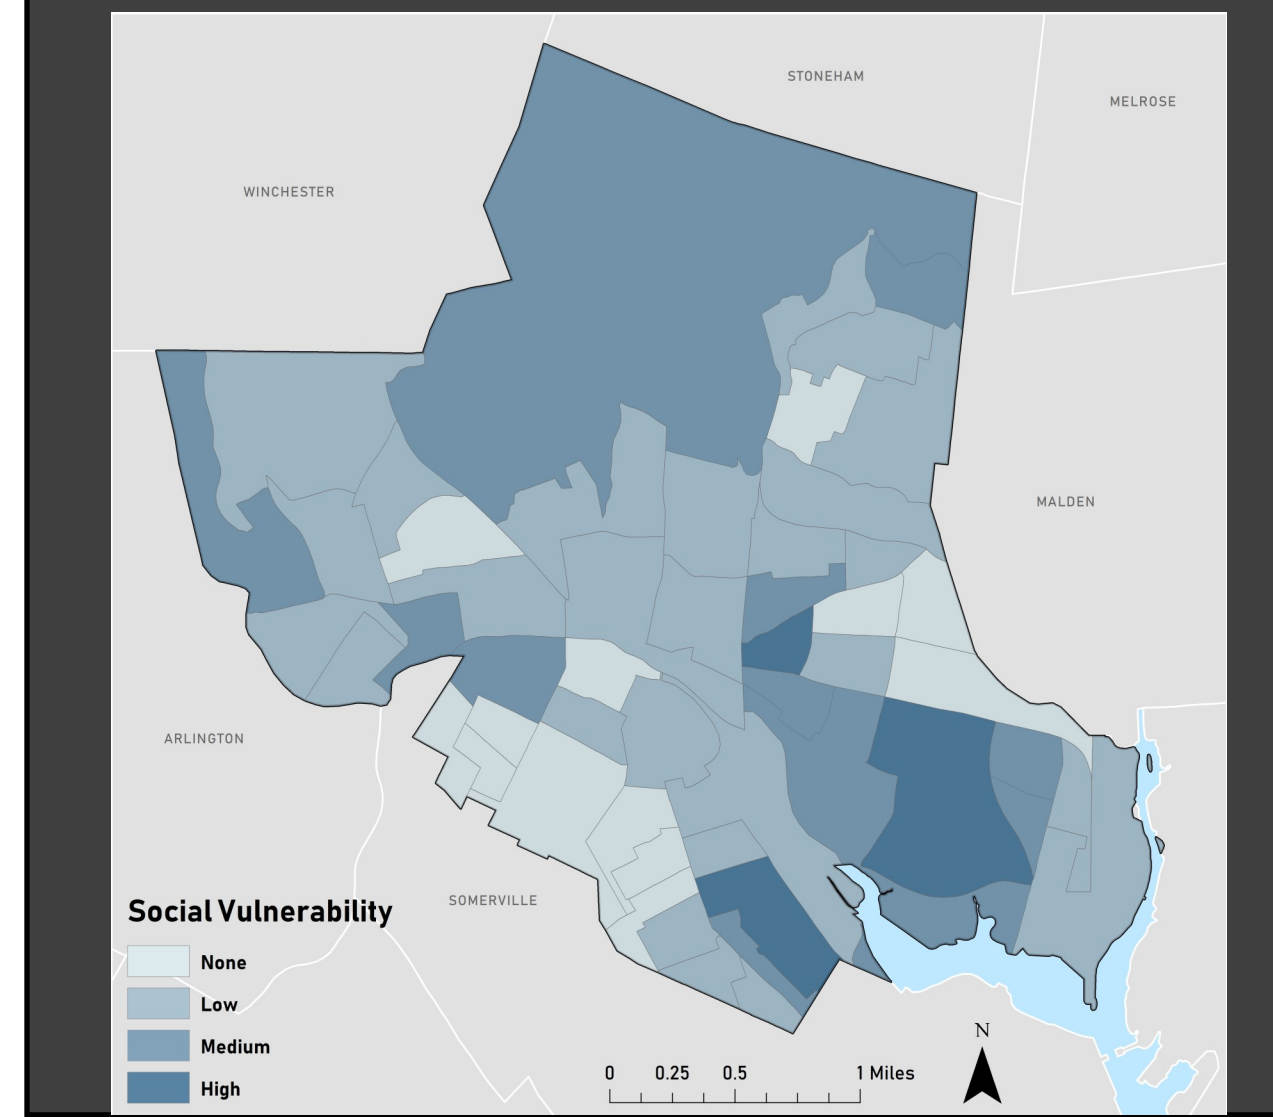 STONEHAM
MELROSE
WINCHESTER
MALDEN
ARLINGTON
SOMERVILLE
Social Vulnerability
None
Low
Medium
High
0 0.25 0.5 1 Miles
N